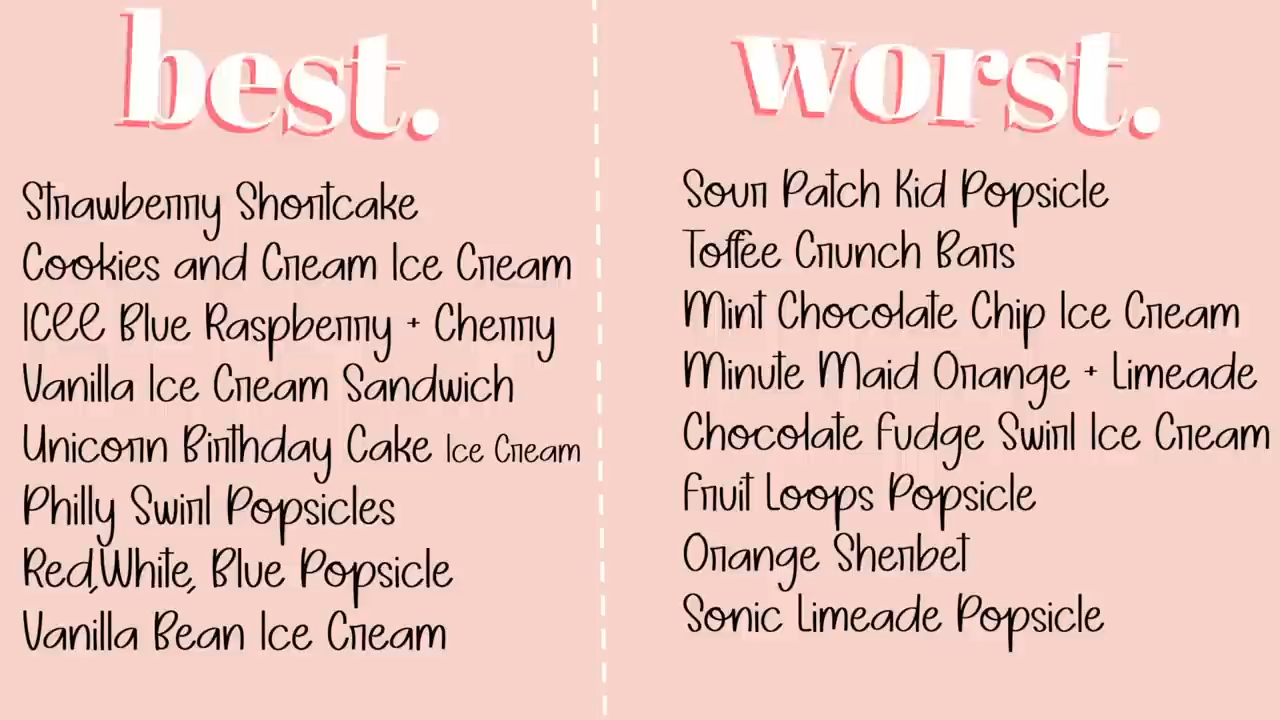 best.
Strawberry Shortcake
Cookies and Cream Ice Cream
ICEE Blue Raspberry + Cherry
Vanilla Ice Cream Sandwich
Unicorn Birthday Cake Ice Cream
Philly Swirl Popsicles
Red,White, Blue Popsicle
Vanilla Bean Ice Cream
worst.
Sour Patch Kid Popsicle
Toffee Crunch Bars
Mint Chocolate Chip Ice Cream
Minute Maid Orange + Limeade
Chocolate Fudge Swirl Ice Cream
Fruit Loops Popsicle
Orange Sherbet
Sonic Limeade Popsicle